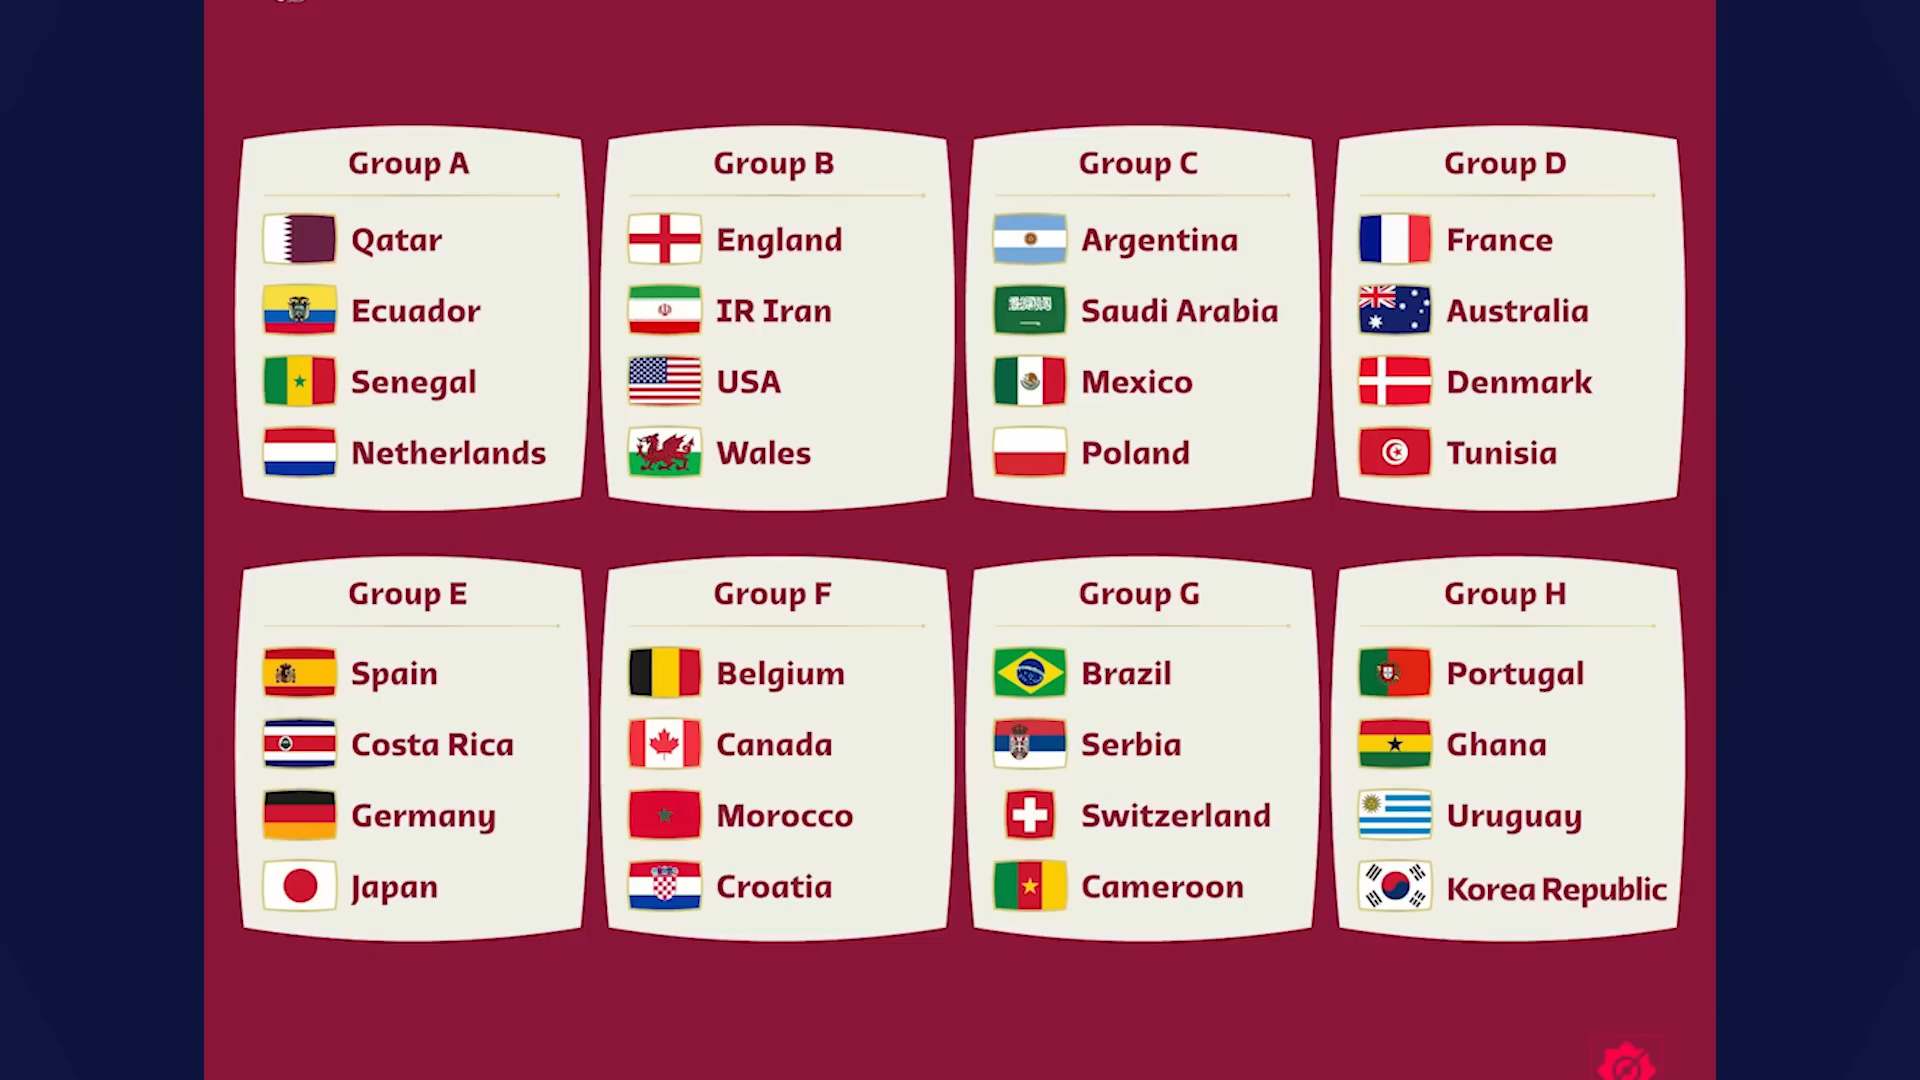 Group A
Qatar
Ecuador
Senegal
Netherlands
Group B
England
IR Iran
USA
Wales
Group C
Argentina
Saudi Arabia
Mexico
Poland
Group D
France
Australia
Denmark
Tunisia
Group E
Spain
Costa Rica
Germany
Japan
Group F
Belgium
Canada
Morocco
Croatia
Group G
Brazil
Serbia
Switzerland
Cameroon
Group H
Portugal
Ghana
Uruguay
Korea Republic